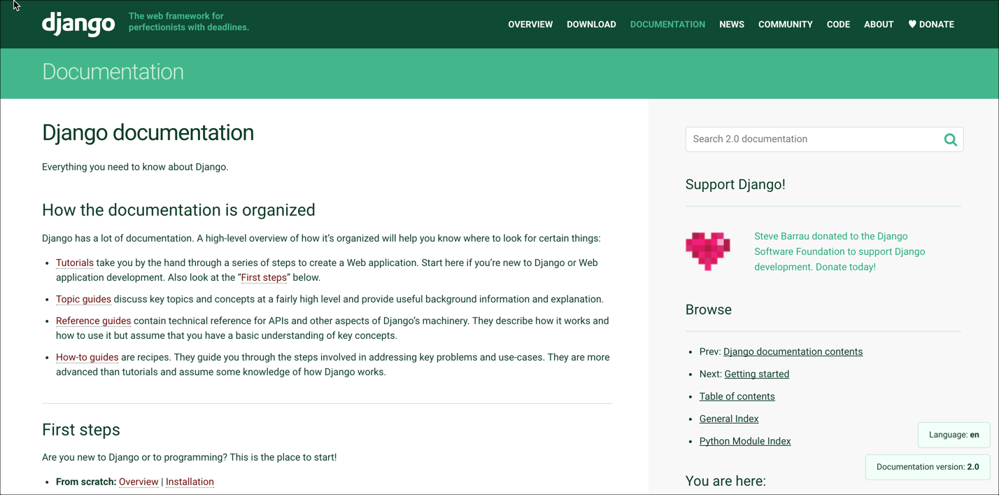 django
The web framework for
perfectionists with deadlines.
OVERVIEW DOWNLOAD DOCUMENTATION NEWS COMMUNITY CODE ABOUT ♥ DONATE
Documentation
Django documentation
Everything you need to know about Django.
How the documentation is organized
Django has a lot of documentation. A high-level overview of how it’s organized will help you know where to look for certain things:
• Tutorials take you by the hand through a series of steps to create a Web application. Start here if you’re new to Django or Web
application development. Also look at the “First steps” below.
• Topic guides discuss key topics and concepts at a fairly high level and provide useful background information and explanation.
• Reference guides contain technical reference for APIs and other aspects of Django’s machinery. They describe how it works and
how to use it but assume that you have a basic understanding of key concepts.
• How-to guides are recipes. They guide you through the steps involved in addressing key problems and use-cases. They are more
advanced than tutorials and assume some knowledge of how Django works.
First steps
Are you new to Django or to programming? This is the place to start!
• From scratch: Overview | Installation
Search 2.0 documentation
Support Django!
Steve Barrau donated to the Django
Software Foundation to support Django
development. Donate today!
Browse
• Prev: Django documentation contents
• Next: Getting started
• Table of contents
• General Index
• Python Module Index
You are here:
Language: en
Documentation version: 2.0